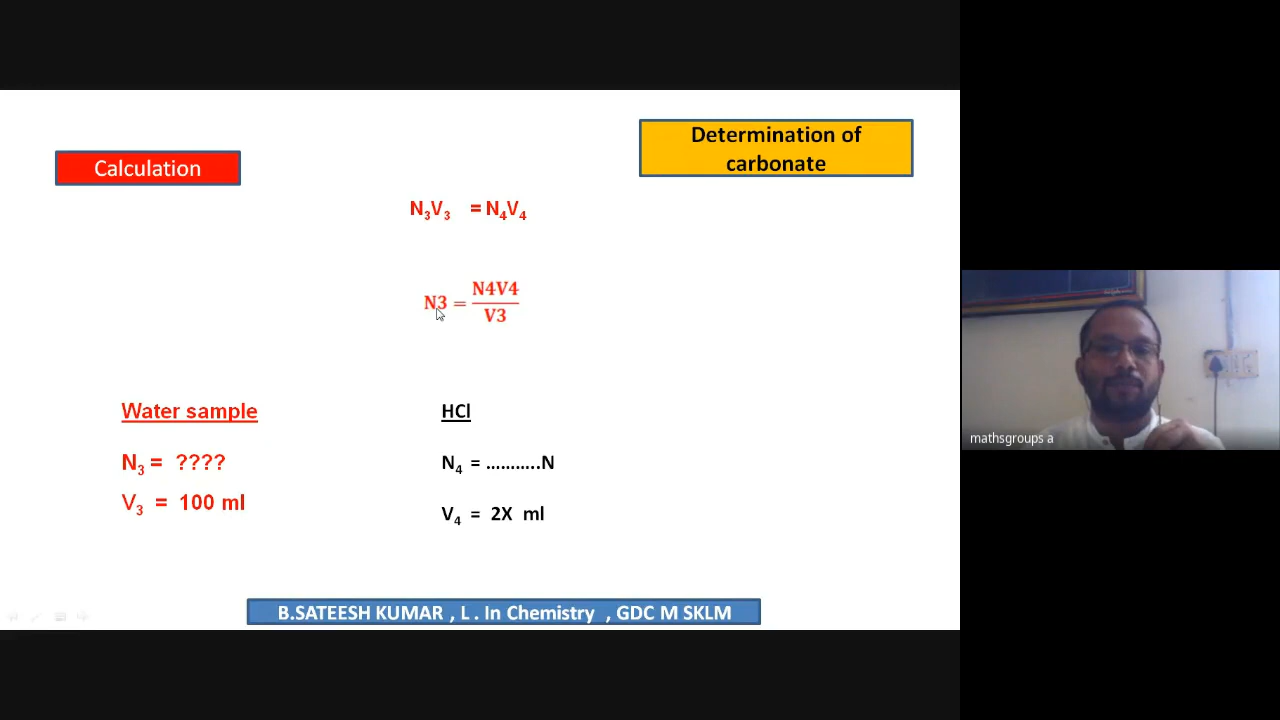 Determination of
carbonate
Calculation
N₃V₃ = N₄V₄
N3 = N4V4
V3
Water sample
HCl
N₃ = ????
N₄ = ...........N
V₃ = 100 ml
V₄ = 2X ml
B.SATEESH KUMAR , L . In Chemistry , GDC M SKLM
mathsgroups a